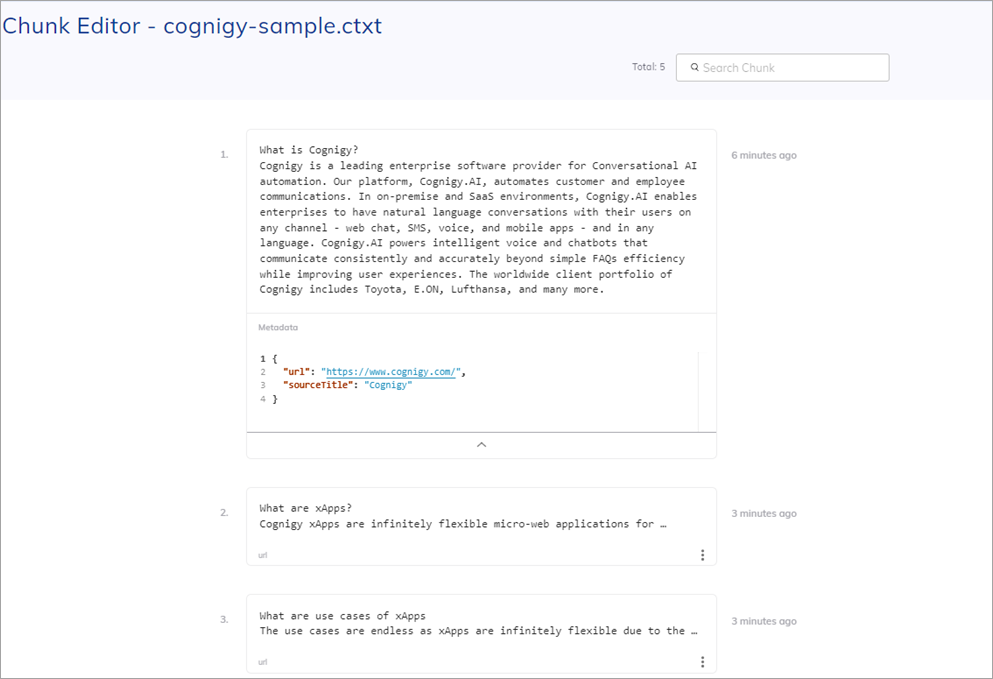 Chunk Editor - cognigy-sample.ctxt
Total: 5
Search Chunk
1.
What is Cognigy?
Cognigy is a leading enterprise software provider for Conversational AI
automation. Our platform, Cognigy.AI, automates customer and employee
communications. In on-premise and SaaS environments, Cognigy.AI enables
enterprises to have natural language conversations with their users on
any channel - web chat, SMS, voice, and mobile apps - and in any
language. Cognigy.AI powers intelligent voice and chatbots that
communicate consistently and accurately beyond simple FAQs efficiency
while improving user experiences. The worldwide client portfolio of
Cognigy includes Toyota, E.ON, Lufthansa, and many more.
6 minutes ago
Metadata
1 {
2 "url": "https://www.cognigy.com/",
3 "sourceTitle": "Cognigy"
4 }
2.
What are xApps?
Cognigy xApps are infinitely flexible micro-web applications for …
url
3 minutes ago
3.
What are use cases of xApps
The use cases are endless as xApps are infinitely flexible due to the …
url
3 minutes ago